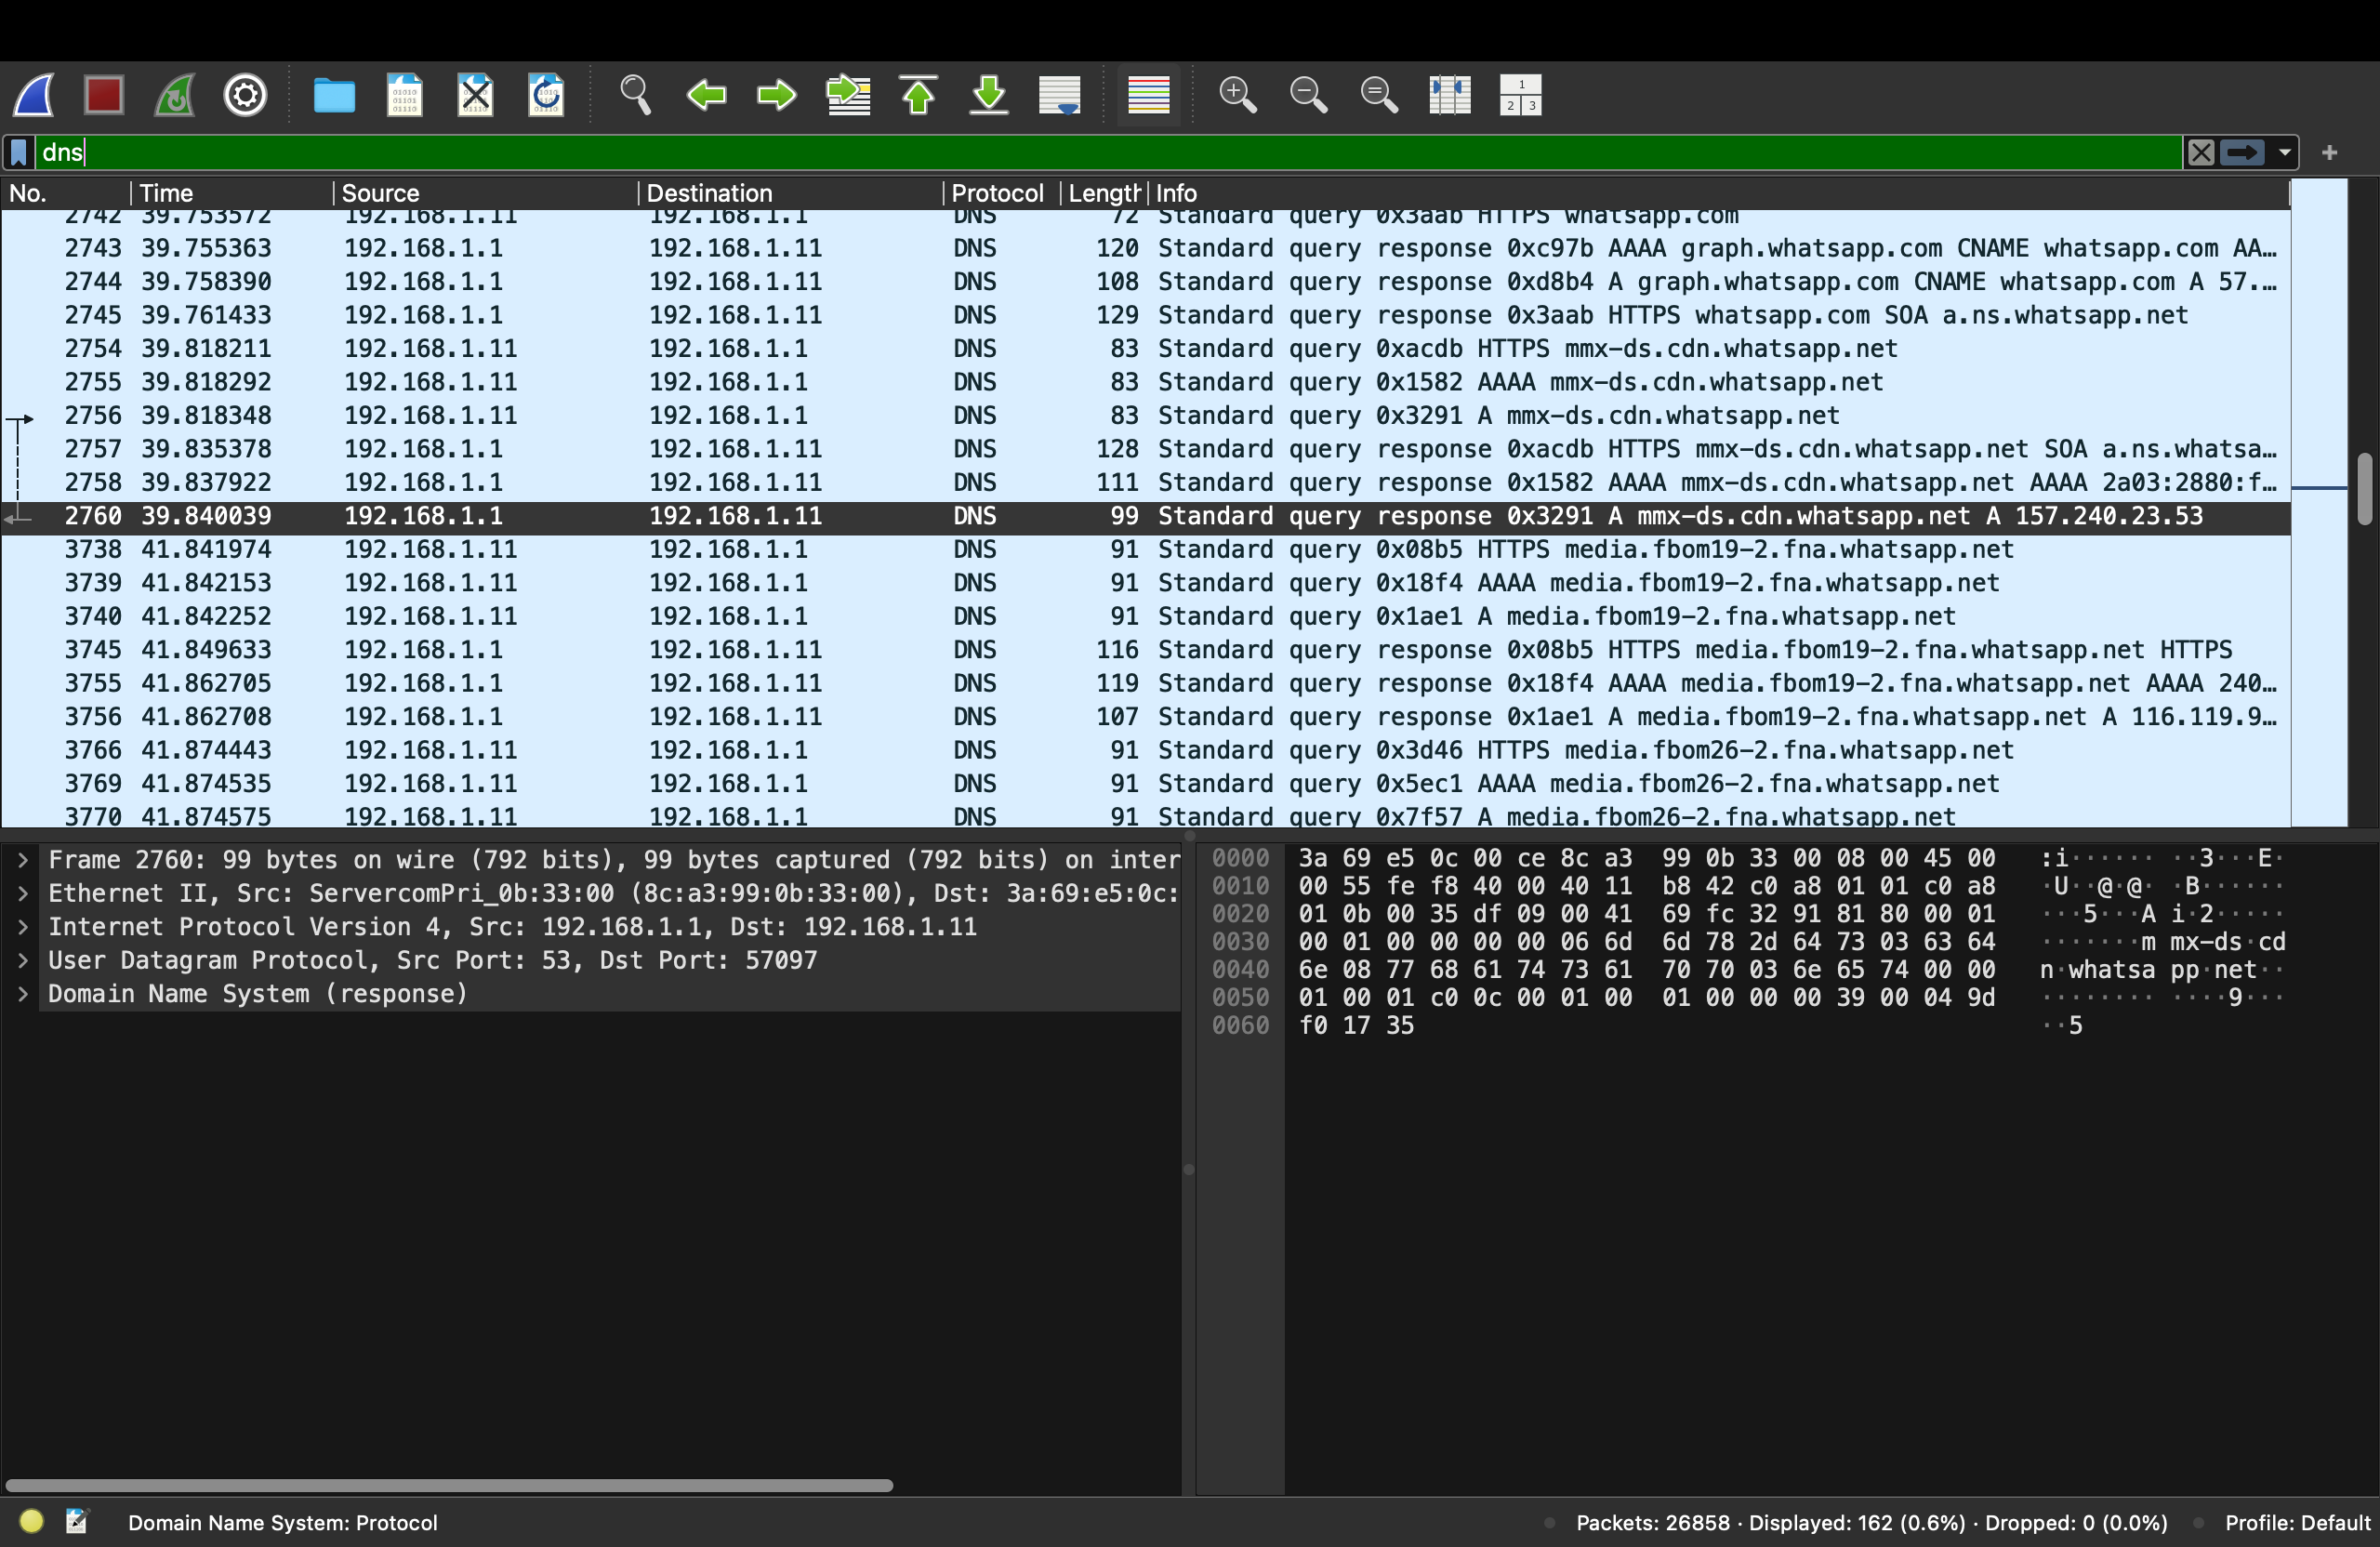 dns
No. Time Source Destination Protocol Length Info
2742 39.753572 192.168.1.11 192.168.1.1 DNS 72 Standard query 0x3aab HTTPS whatsapp.com
2743 39.755363 192.168.1.1 192.168.1.11 DNS 120 Standard query response 0xc97b AAAA graph.whatsapp.com CNAME whatsapp.com AA…
2744 39.758390 192.168.1.1 192.168.1.11 DNS 108 Standard query response 0xd8b4 A graph.whatsapp.com CNAME whatsapp.com A 57.…
2745 39.761433 192.168.1.1 192.168.1.11 DNS 129 Standard query response 0x3aab HTTPS whatsapp.com SOA a.ns.whatsapp.net
2754 39.818211 192.168.1.11 192.168.1.1 DNS 83 Standard query 0xacdb HTTPS mmx-ds.cdn.whatsapp.net
2755 39.818292 192.168.1.11 192.168.1.1 DNS 83 Standard query 0x1582 AAAA mmx-ds.cdn.whatsapp.net
2756 39.818348 192.168.1.11 192.168.1.1 DNS 83 Standard query 0x3291 A mmx-ds.cdn.whatsapp.net
2757 39.835378 192.168.1.1 192.168.1.11 DNS 128 Standard query response 0xacdb HTTPS mmx-ds.cdn.whatsapp.net SOA a.ns.whatsa…
2758 39.837922 192.168.1.1 192.168.1.11 DNS 111 Standard query response 0x1582 AAAA mmx-ds.cdn.whatsapp.net AAAA 2a03:2880:f…
2760 39.840039 192.168.1.1 192.168.1.11 DNS 99 Standard query response 0x3291 A mmx-ds.cdn.whatsapp.net A 157.240.23.53
3738 41.841974 192.168.1.11 192.168.1.1 DNS 91 Standard query 0x08b5 HTTPS media.fbom19-2.fna.whatsapp.net
3739 41.842153 192.168.1.11 192.168.1.1 DNS 91 Standard query 0x18f4 AAAA media.fbom19-2.fna.whatsapp.net
3740 41.842252 192.168.1.11 192.168.1.1 DNS 91 Standard query 0x1ae1 A media.fbom19-2.fna.whatsapp.net
3745 41.849633 192.168.1.1 192.168.1.11 DNS 116 Standard query response 0x08b5 HTTPS media.fbom19-2.fna.whatsapp.net HTTPS
3755 41.862705 192.168.1.1 192.168.1.11 DNS 119 Standard query response 0x18f4 AAAA media.fbom19-2.fna.whatsapp.net AAAA 240…
3756 41.862708 192.168.1.1 192.168.1.11 DNS 107 Standard query response 0x1ae1 A media.fbom19-2.fna.whatsapp.net A 116.119.9…
3766 41.874443 192.168.1.11 192.168.1.1 DNS 91 Standard query 0x3d46 HTTPS media.fbom26-2.fna.whatsapp.net
3769 41.874535 192.168.1.11 192.168.1.1 DNS 91 Standard query 0x5ec1 AAAA media.fbom26-2.fna.whatsapp.net
3770 41.874575 192.168.1.11 192.168.1.1 DNS 91 Standard query 0x7f57 A media.fbom26-2.fna.whatsapp.net
Frame 2760: 99 bytes on wire (792 bits), 99 bytes captured (792 bits) on inter
Ethernet II, Src: ServercomPri_0b:33:00 (8c:a3:99:0b:33:00), Dst: 3a:69:e5:0c:
Internet Protocol Version 4, Src: 192.168.1.1, Dst: 192.168.1.11
User Datagram Protocol, Src Port: 53, Dst Port: 57097
Domain Name System (response)
0000 3a 69 e5 0c 00 ce 8c a3 99 0b 33 00 08 00 45 00 :i······ ··3···E·
0010 00 55 fe f8 40 00 40 11 b8 42 c0 a8 01 01 c0 a8 ·U··@·@· ·B······
0020 01 0b 00 35 df 09 00 41 69 fc 32 91 81 80 00 01 ···5···A i·2·····
0030 00 01 00 00 00 00 06 6d 6d 78 2d 64 73 03 63 64 ·······m mx-ds·cd
0040 6e 08 77 68 61 74 73 61 70 70 03 6e 65 74 00 00 n·whatsa pp·net··
0050 01 00 01 c0 0c 00 01 00 01 00 00 00 39 00 04 9d ········ ····9···
0060 f0 17 35 ··5
Domain Name System: Protocol
Packets: 26858 · Displayed: 162 (0.6%) · Dropped: 0 (0.0%)
Profile: Default